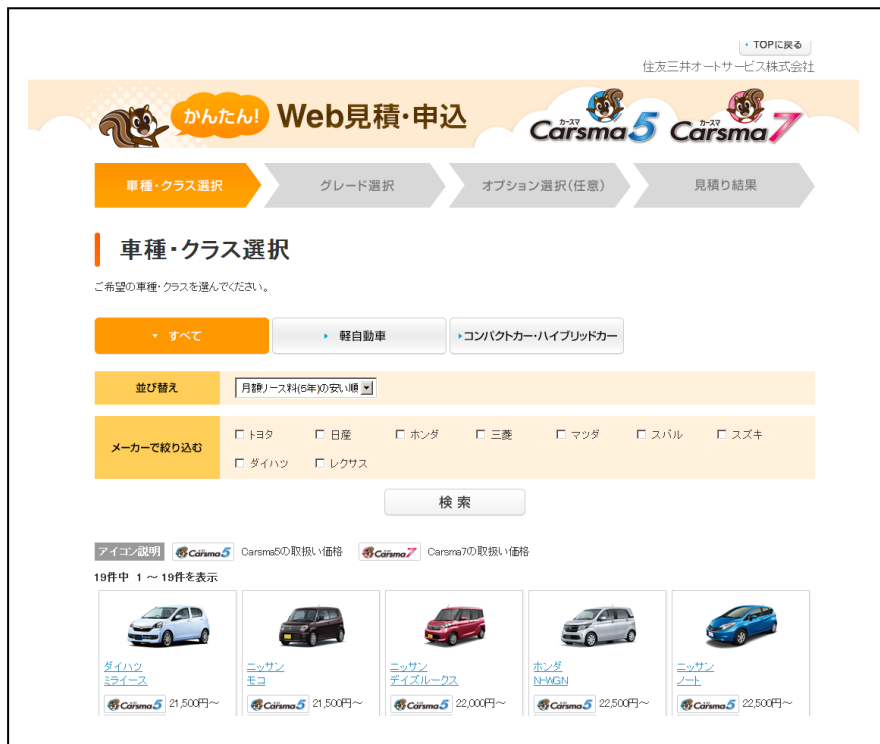 ・TOPに戻る
住友三井オートサービス株式会社
かんたん! Web見積・申込 カースマ Carsma5 カースマ Carsma7
車種・クラス選択 グレード選択 オプション選択(任意) 見積り結果
車種・クラス選択
ご希望の車種・クラスを選んでください。
すべて 軽自動車 コンパクトカー・ハイブリッドカー
並び替え 月額リース料(5年)の安い順
メーカーで絞り込む トヨタ 日産 ホンダ 三菱 マツダ スバル スズキ
ダイハツ レクサス
検索
アイコン説明 Carsma5 Carsma5の取扱い価格 Carsma7 Carsma7の取扱い価格
19件中 1 ～ 19件を表示
ダイハツ ニッサン ニッサン ホンダ ニッサン
ミライース モコ デイズルークス N-WGN ノート
Carsma5 21,500円～ Carsma5 21,500円～ Carsma5 22,000円～ Carsma5 22,500円～ Carsma5 22,500円～